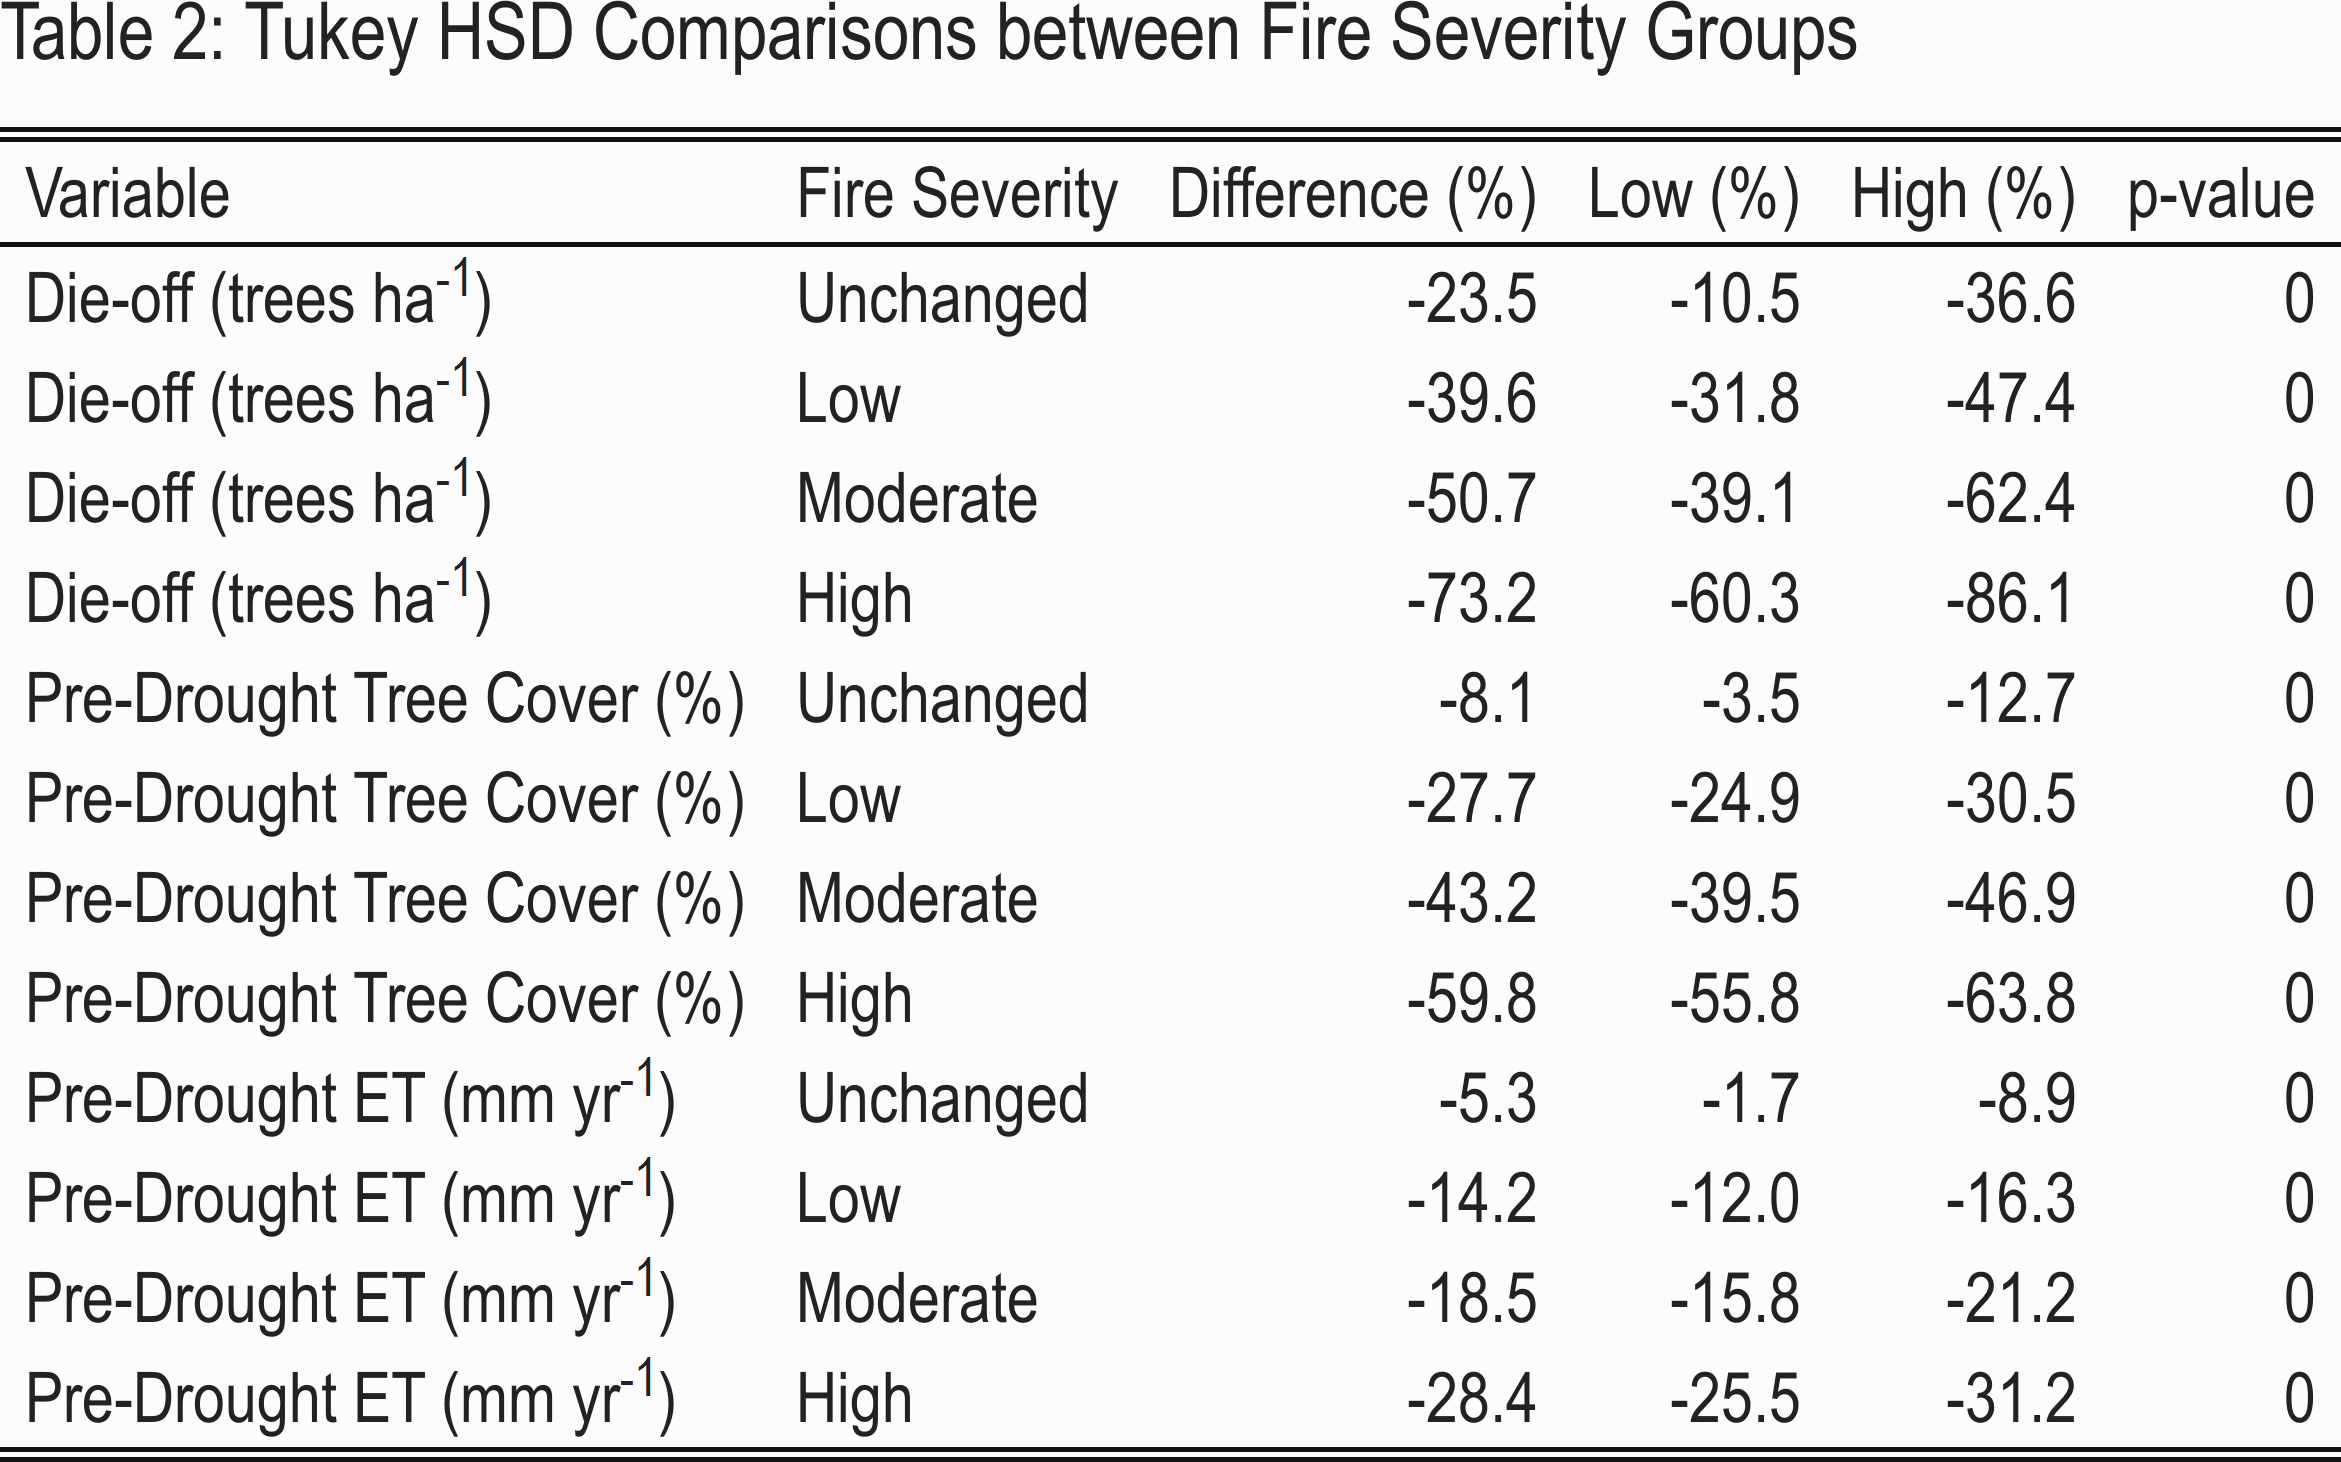 Table 2: Tukey HSD Comparisons between Fire Severity Groups
Variable Fire Severity Difference (%) Low (%) High (%) p-value
Die-off (trees ha⁻¹) Unchanged -23.5 -10.5 -36.6 0
Die-off (trees ha⁻¹) Low -39.6 -31.8 -47.4 0
Die-off (trees ha⁻¹) Moderate -50.7 -39.1 -62.4 0
Die-off (trees ha⁻¹) High -73.2 -60.3 -86.1 0
Pre-Drought Tree Cover (%) Unchanged -8.1 -3.5 -12.7 0
Pre-Drought Tree Cover (%) Low -27.7 -24.9 -30.5 0
Pre-Drought Tree Cover (%) Moderate -43.2 -39.5 -46.9 0
Pre-Drought Tree Cover (%) High -59.8 -55.8 -63.8 0
Pre-Drought ET (mm yr⁻¹) Unchanged -5.3 -1.7 -8.9 0
Pre-Drought ET (mm yr⁻¹) Low -14.2 -12.0 -16.3 0
Pre-Drought ET (mm yr⁻¹) Moderate -18.5 -15.8 -21.2 0
Pre-Drought ET (mm yr⁻¹) High -28.4 -25.5 -31.2 0